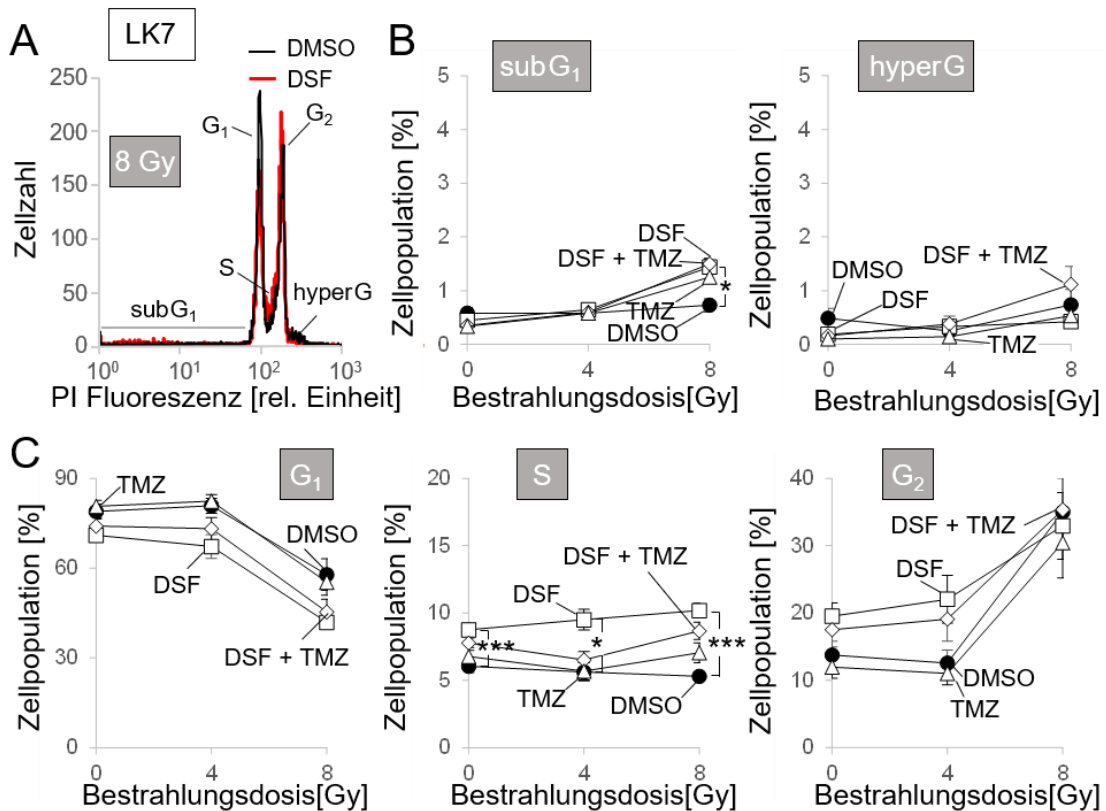 A
LK7
DMSO
DSF
250
200
150
100
50
0
Zellzahl
8 Gy
G1
G2
S
hyperG
subG1
10^0
10^1
10^2
10^3
PI Fluoreszenz [rel. Einheit]
B
subG1
Zellpopulation [%]
5
4
3
2
1
0
DSF
DSF + TMZ
TMZ
DMSO
*
0
4
8
Bestrahlungsdosis[Gy]
hyperG
Zellpopulation [%]
5
4
3
2
1
0
DSF + TMZ
DMSO
DSF
TMZ
0
4
8
Bestrahlungsdosis[Gy]
C
G1
Zellpopulation [%]
90
60
30
0
TMZ
DMSO
DSF
DSF + TMZ
0
4
8
Bestrahlungsdosis[Gy]
S
Zellpopulation [%]
20
15
10
5
0
DSF + TMZ
DSF
***
*
***
TMZ
DMSO
0
4
8
Bestrahlungsdosis[Gy]
G2
Zellpopulation [%]
40
30
20
10
0
DSF + TMZ
DSF
DMSO
TMZ
0
4
8
Bestrahlungsdosis[Gy]